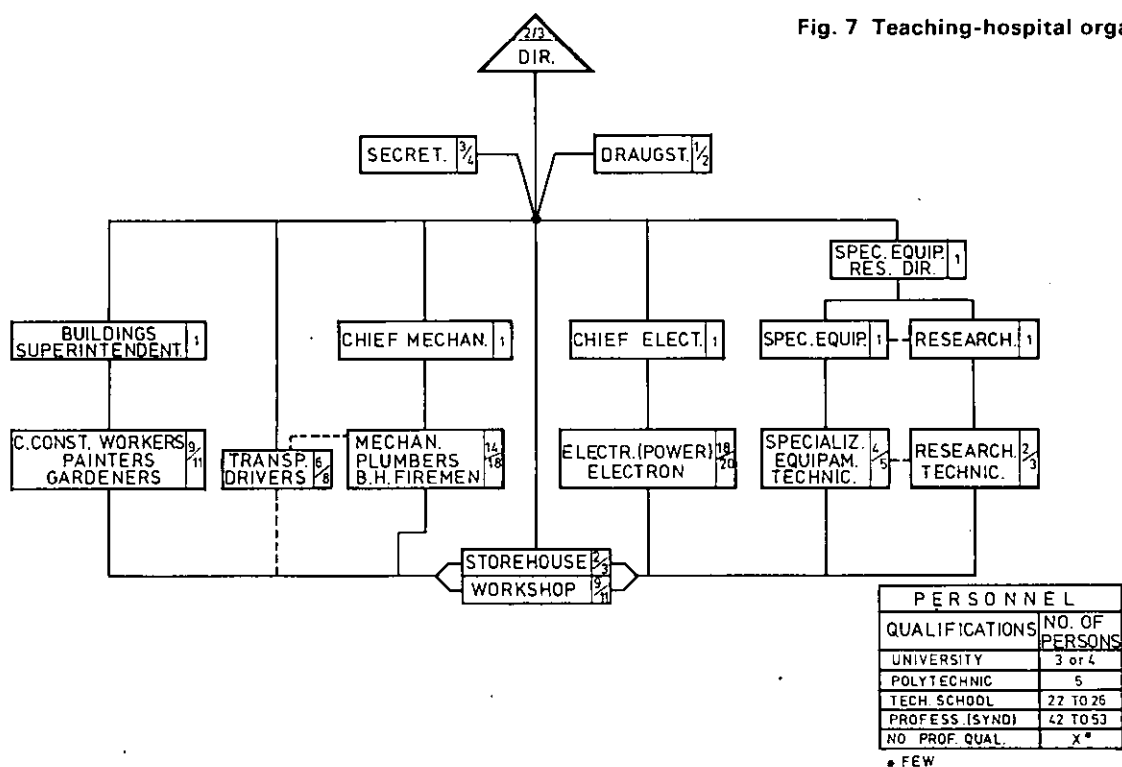 Fig. 7 Teaching-hospital orga
2/3
DIR.
SECRET. 3/4
DRAUGST. 1/2
SPEC. EQUIP.
RES. DIR. 1
BUILDINGS
SUPERINTENDENT. 1
CHIEF MECHAN. 1
CHIEF ELECT. 1
SPEC. EQUIP. 1
RESEARCH. 1
C.CONST. WORKERS
PAINTERS
GARDENERS
9/11
TRANSP.
DRIVERS
6/8
MECHAN.
PLUMBERS
B.H. FIREMEN
14/18
ELECTR.(POWER)
ELECTRON
18/20
SPECIALIZ.
EQUIPAM.
TECHNIC.
4/5
RESEARCH.
TECHNIC.
2/3
STOREHOUSE 2/3
WORKSHOP 9/11
PERSONNEL
QUALIFICATIONS NO. OF
PERSONS
UNIVERSITY 3 or 4
POLYTECHNIC 5
TECH. SCHOOL 22 TO 26
PROFESS.(SYND) 42 TO 53
NO PROF. QUAL. X*
* FEW